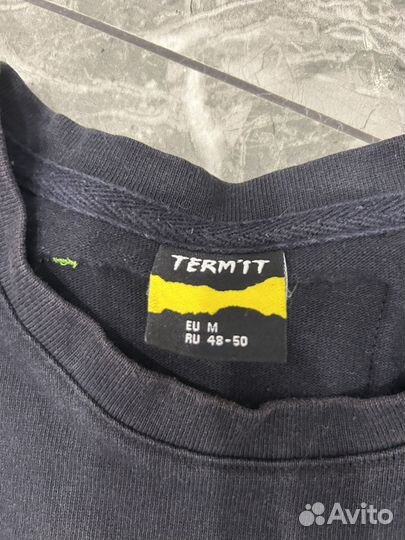 TERM'IT
EU M
RU 48-50
Avito